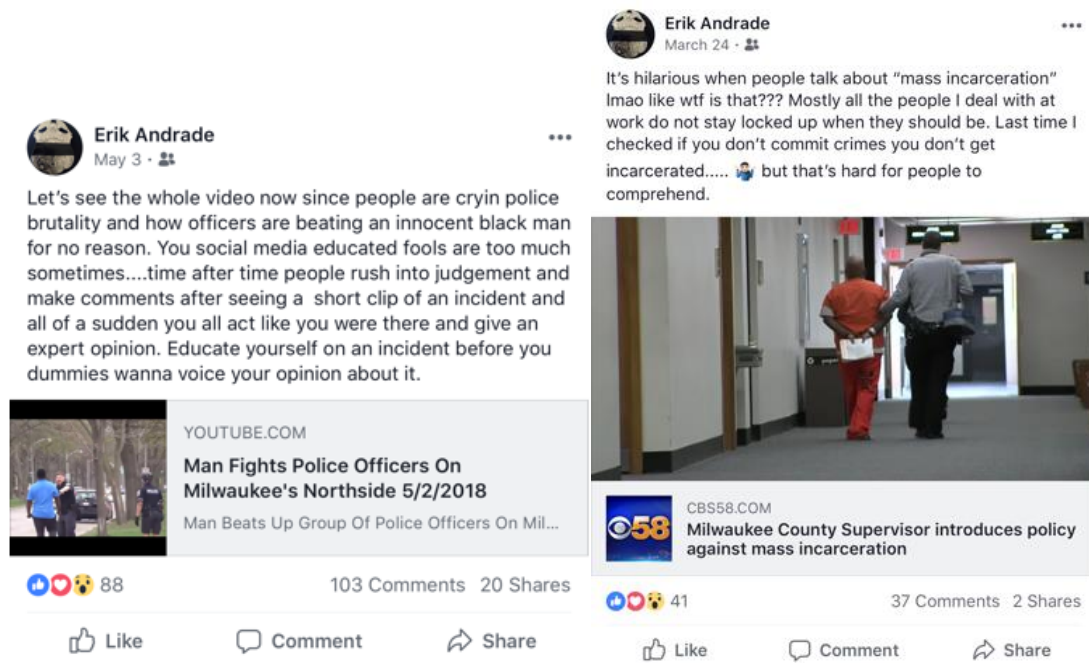 Erik Andrade
May 3 ·
Let's see the whole video now since people are cryin police
brutality and how officers are beating an innocent black man
for no reason. You social media educated fools are too much
sometimes....time after time people rush into judgement and
make comments after seeing a short clip of an incident and
all of a sudden you all act like you were there and give an
expert opinion. Educate yourself on an incident before you
dummies wanna voice your opinion about it.
YOUTUBE.COM
Man Fights Police Officers On
Milwaukee's Northside 5/2/2018
Man Beats Up Group Of Police Officers On Mil...
88
103 Comments 20 Shares
Like Comment Share
Erik Andrade
March 24 ·
It's hilarious when people talk about "mass incarceration"
lmao like wtf is that??? Mostly all the people I deal with at
work do not stay locked up when they should be. Last time I
checked if you don't commit crimes you don't get
incarcerated..... 🤷🏻‍♂️ but that's hard for people to
comprehend.
58
CBS58.COM
Milwaukee County Supervisor introduces policy
against mass incarceration
41
37 Comments 2 Shares
Like Comment Share